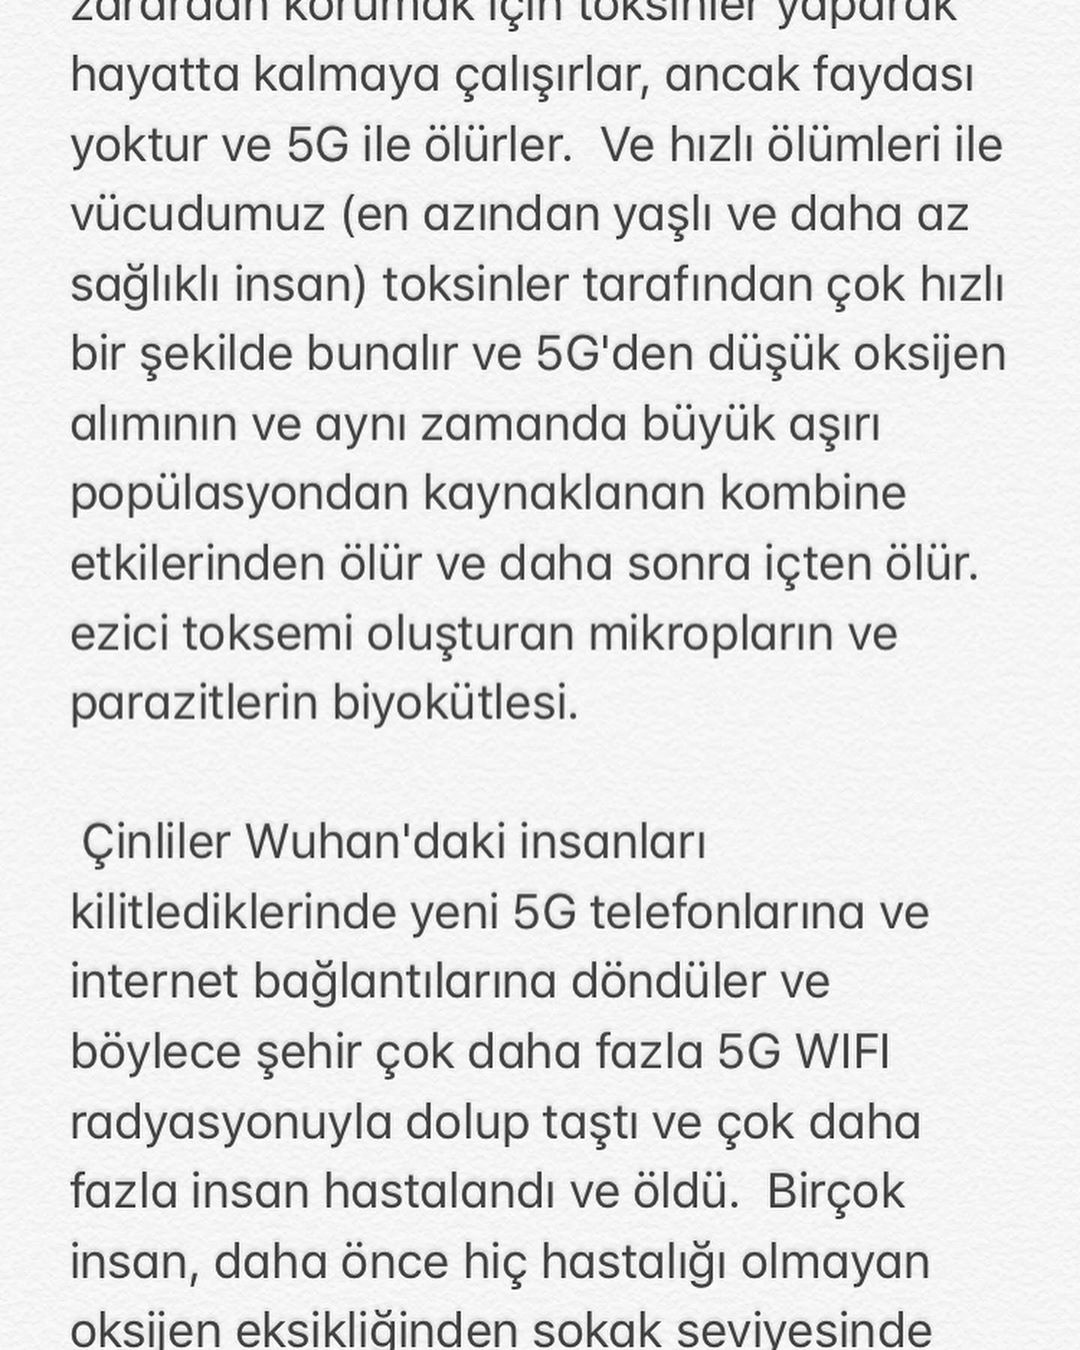 zarardan korumak için toksinler yaparak
hayatta kalmaya çalışırlar, ancak faydası
yoktur ve 5G ile ölürler.  Ve hızlı ölümleri ile
vücudumuz (en azından yaşlı ve daha az
sağlıklı insan) toksinler tarafından çok hızlı
bir şekilde bunalır ve 5G'den düşük oksijen
alımının ve aynı zamanda büyük aşırı
popülasyondan kaynaklanan kombine
etkilerinden ölür ve daha sonra içten ölür.
ezici toksemi oluşturan mikropların ve
parazitlerin biyokütlesi.

Çinliler Wuhan'daki insanları
kilitlediklerinde yeni 5G telefonlarına ve
internet bağlantılarına döndüler ve
böylece şehir çok daha fazla 5G WIFI
radyasyonuyla dolup taştı ve çok daha
fazla insan hastalandı ve öldü.  Birçok
insan, daha önce hiç hastalığı olmayan
oksijen eksikliğinden sokak seviyesinde